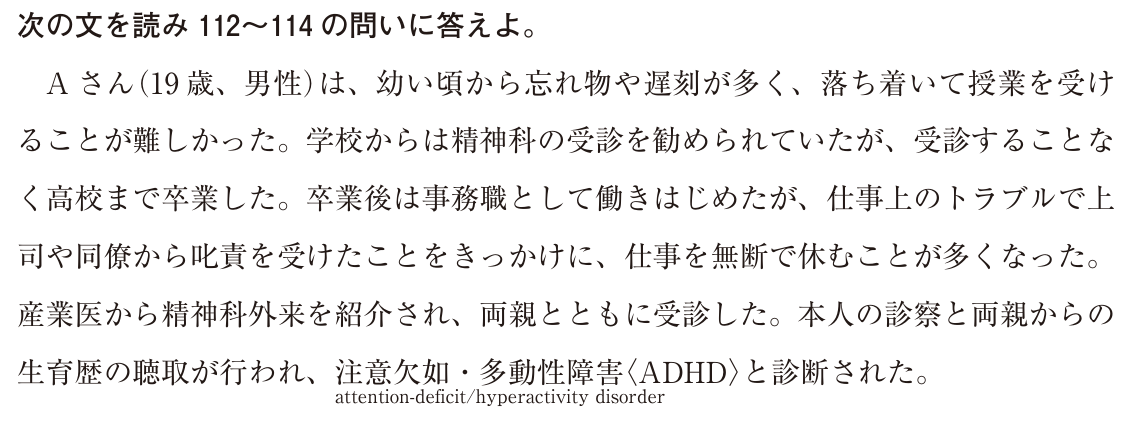 次の文を読み 112〜114 の問いに答えよ。
A さん(19 歳、男性)は、幼い頃から忘れ物や遅刻が多く、落ち着いて授業を受け
ることが難しかった。学校からは精神科の受診を勧められていたが、受診することな
く高校まで卒業した。卒業後は事務職として働きはじめたが、仕事上のトラブルで上
司や同僚から叱責を受けたことをきっかけに、仕事を無断で休むことが多くなった。
産業医から精神科外来を紹介され、両親とともに受診した。本人の診察と両親からの
生育歴の聴取が行われ、注意欠如・多動性障害〈ADHD〉と診断された。
attention-deficit/hyperactivity disorder